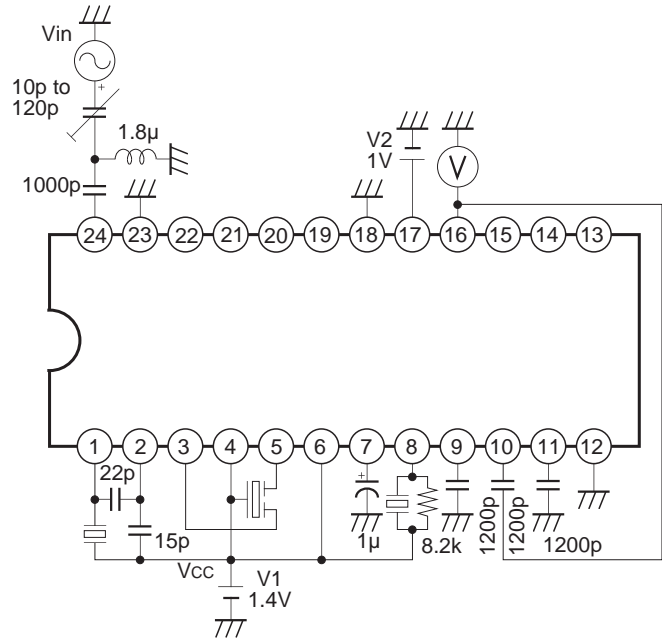 Vin
10p to
120p
1.8μ
1000p
V2
1V
V
24 23 22 21 20 19 18 17 16 15 14 13
1 2 3 4 5 6 7 8 9 10 11 12
22p
15p
1μ
8.2k
1200p
1200p
1200p
VCC
V1
1.4V
+
+